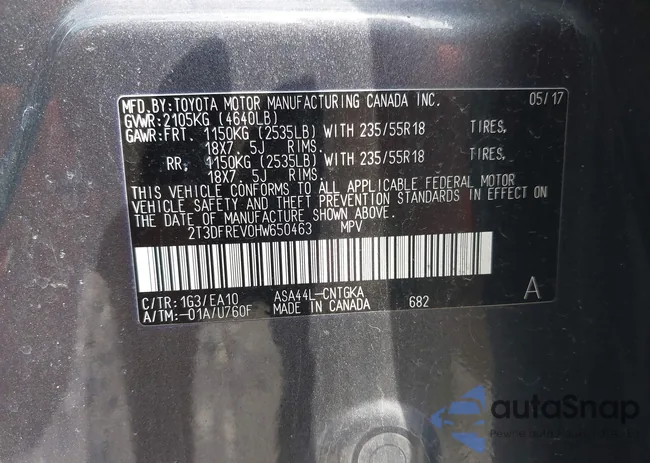 MFD.BY:TOYOTA MOTOR MANUFACTURING CANADA INC. 05/17
GVWR:2105KG (4640LB)
GAWR:FRT. 1150KG (2535LB) WITH 235/55R18 TIRES,
18X7.5J RIMS.
RR. 1150KG (2535LB) WITH 235/55R18 TIRES,
18X7.5J RIMS.
THIS VEHICLE CONFORMS TO ALL APPLICABLE FEDERAL MOTOR
VEHICLE SAFETY AND THEFT PREVENTION STANDARDS IN EFFECT ON
THE DATE OF MANUFACTURE SHOWN ABOVE.
2T3DFREV0HW650463 MPV
C/TR:1G3/EA10 ASA44L-CNTGKA
A/TM:-01A/U760F MADE IN CANADA 682 A
autoSnap